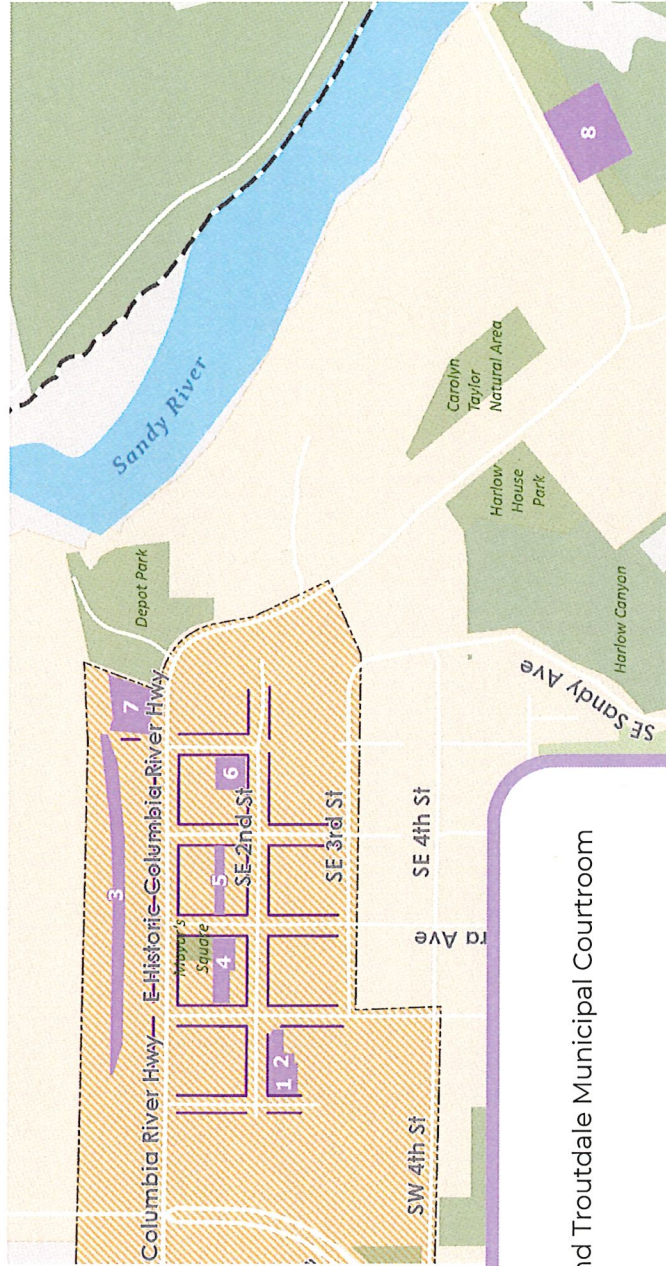 3
7
Depot Park
Sandy River
Columbia River Hwy
E Historic Columbia River Hwy
Mayor's
Square
4
5
6
SE 2nd St
1
2
SE 3rd St
SW 4th St
SE 4th St
ra Ave
SE Sandy Ave
Carolyn
Taylor
Natural Area
Harlow
House
Park
Harlow Canyon
8
nd Troutdale Municipal Courtroom